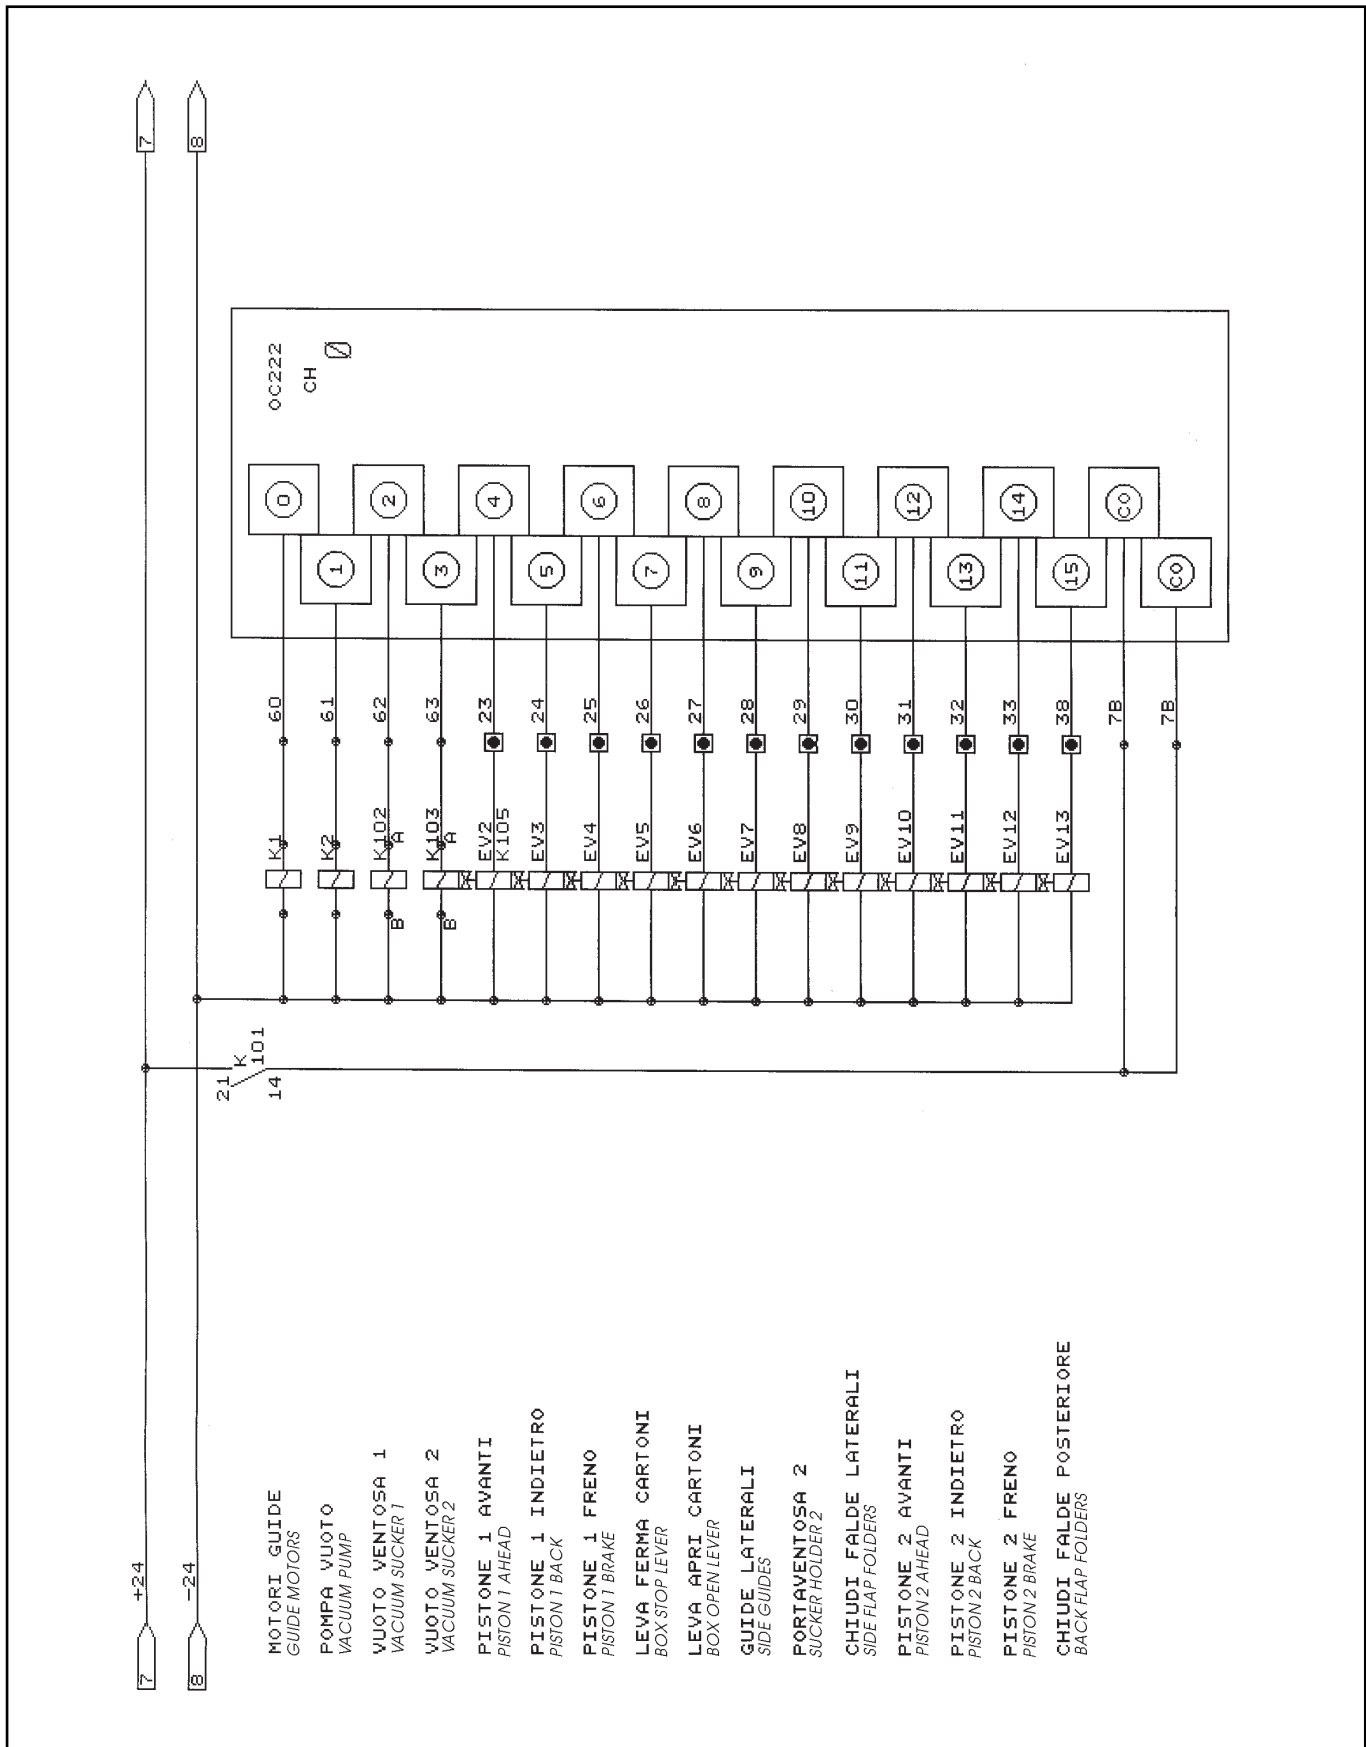 7
+24
7
8
-24
8
MOTORI GUIDE
GUIDE MOTORS
K1
60
0
POMPA VUOTO
VACUUM PUMP
K2
61
1
VUOTO VENTOSA 1
VACUUM SUCKER 1
B
K102
A
62
2
VUOTO VENTOSA 2
VACUUM SUCKER 2
B
K103
A
63
3
PISTONE 1 AVANTI
PISTON 1 AHEAD
EV2
K105
23
4
PISTONE 1 INDIETRO
PISTON 1 BACK
EV3
24
5
PISTONE 1 FRENO
PISTON 1 BRAKE
EV4
25
6
LEVA FERMA CARTONI
BOX STOP LEVER
EV5
26
7
LEVA APRI CARTONI
BOX OPEN LEVER
EV6
27
8
GUIDE LATERALI
SIDE GUIDES
EV7
28
9
PORTAVENTOSA 2
SUCKER HOLDER 2
EV8
29
10
CHIUDI FALDE LATERALI
SIDE FLAP FOLDERS
EV9
30
11
PISTONE 2 AVANTI
PISTON 2 AHEAD
EV10
31
12
PISTONE 2 INDIETRO
PISTON 2 BACK
EV11
32
13
PISTONE 2 FRENO
PISTON 2 BRAKE
EV12
33
14
CHIUDI FALDE POSTERIORE
BACK FLAP FOLDERS
EV13
38
15
7B
C0
7B
C0
21
K
101
14
OC222
CH 0